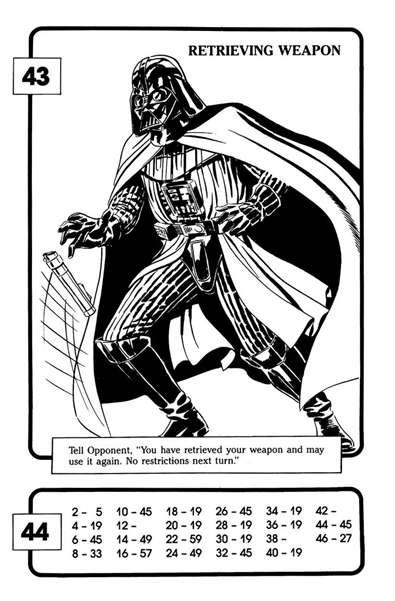 RETRIEVING WEAPON
43
Tell Opponent, "You have retrieved your weapon and may
use it again. No restrictions next turn."
44
2 - 5 10 - 45 18 - 19 26 - 45 34 - 19 42 -
4 - 19 12 - 20 - 19 28 - 19 36 - 19 44 - 45
6 - 45 14 - 49 22 - 59 30 - 19 38 - 46 - 27
8 - 33 16 - 57 24 - 49 32 - 45 40 - 19